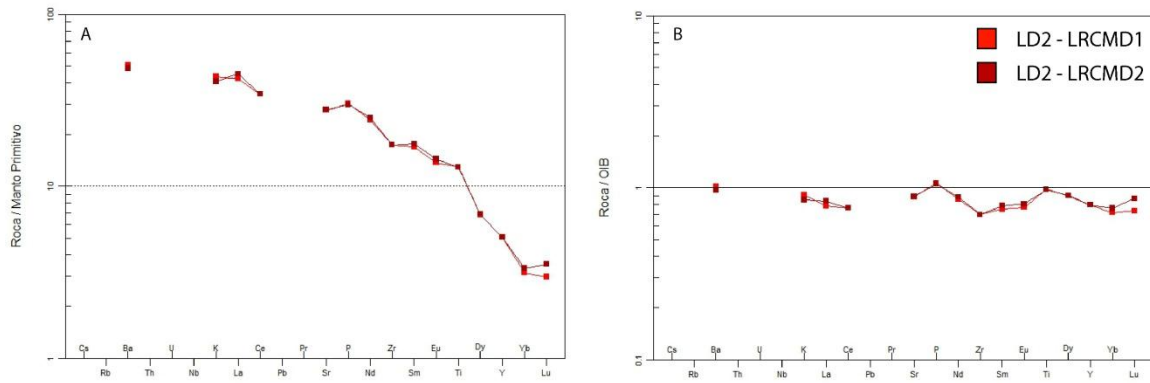 A
Roca / Manto Primitivo
100
10
1
Cs Ba U K Ce Pr P Zr Eu Dy Yb
Rb Th Nb La Pb Sr Nd Sm Ti Y Lu
B
LD2 - LRCMD1
LD2 - LRCMD2
Roca / OIB
10
1
0.1
Cs Ba U K Ce Pr P Zr Eu Dy Yb
Rb Th Nb La Pb Sr Nd Sm Ti Y Lu